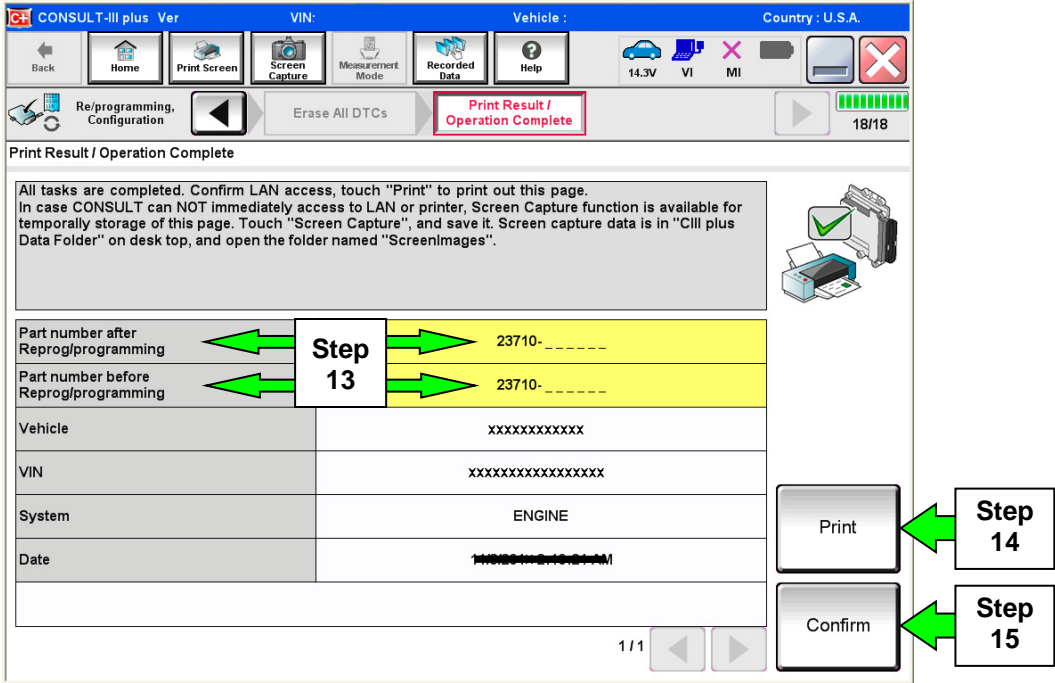 CONSULT-III plus Ver
VIN:
Vehicle :
Country : U.S.A.
Back
Home
Print Screen
Screen
Capture
Measurement
Mode
Recorded
Data
Help
14.3V
VI
MI
Re/programming,
Configuration
Erase All DTCs
Print Result /
Operation Complete
18/18
Print Result / Operation Complete
All tasks are completed. Confirm LAN access, touch "Print" to print out this page.
In case CONSULT can NOT immediately access to LAN or printer, Screen Capture function is available for
temporally storage of this page. Touch "Screen Capture", and save it. Screen capture data is in "CIII plus
Data Folder" on desk top, and open the folder named "ScreenImages".
Part number after
Reprog/programming
23710-_ _ _ _ _ _
Step
13
Part number before
Reprog/programming
23710-_ _ _ _ _ _
Vehicle
xxxxxxxxxxxx
VIN
xxxxxxxxxxxxxxxxx
System
ENGINE
Date
Print
Step
14
Confirm
Step
15
1 / 1